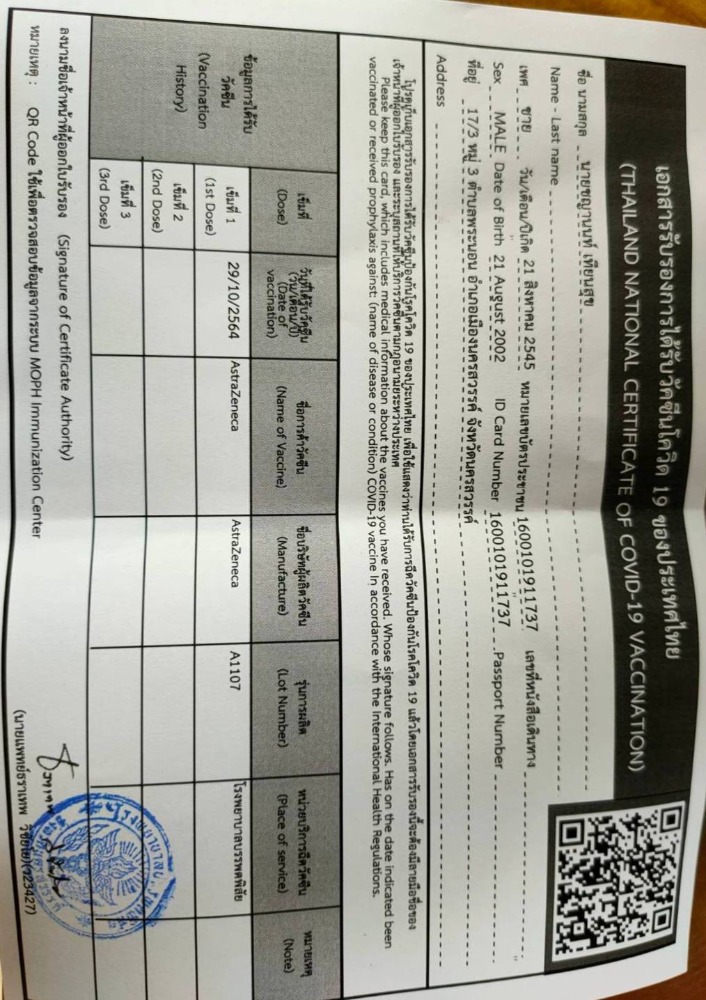 เอกสารรับรองการได้รับวัคซีนโควิด 19 ของประเทศไทย
(THAILAND NATIONAL CERTIFICATE OF COVID-19 VACCINATION)
ชื่อ นามสกุล นายชญานนท์ เทียนสุข
Name - Last name
เพศ ชาย วัน/เดือน/ปีเกิด 21 สิงหาคม 2545 หมายเลขบัตรประชาชน 1600101911737 เลขที่หนังสือเดินทาง
Sex MALE Date of Birth 21 August 2002 ID Card Number 1600101911737 Passport Number
ที่อยู่ 17/3 หมู่ 3 ตำบลพระนอน อำเภอเมืองนครสวรรค์ จังหวัดนครสวรรค์
Address
โปรดเก็บเอกสารรับรองการได้รับวัคซีนป้องกันโรคโควิด 19 ของประเทศไทย เพื่อใช้แสดงว่าท่านได้รับการฉีดวัคซีนป้องกันโรคโควิด 19 แล้วโดยเอกสารรับรองนี้จะต้องมีลายมือชื่อของ
เจ้าหน้าที่ผู้ออกใบรับรอง และระบุสถานที่ให้บริการวัคซีนตามกฎอนามัยระหว่างประเทศ
Please keep this card, which includes medical information about the vaccines you have received. Whose signature follows. Has on the date indicated been
vaccinated or received prophylaxis against: (name of disease or condition) COVID-19 vaccine In accordance with the International Health Regulations.
ข้อมูลการได้รับวัคซีน (Vaccination History)
เข็มที่ (Dose) วันที่ได้รับวัคซีน (วัน/เดือน/ปี) (Date of vaccination) ชื่อการค้าวัคซีน (Name of Vaccine) ชื่อบริษัทผู้ผลิตวัคซีน (Manufacture) รุ่นการผลิต (Lot Number) หน่วยบริการฉีดวัคซีน (Place of service) หมายเหตุ (Note)
เข็มที่ 1 (1st Dose) 29/10/2564 AstraZeneca AstraZeneca A1107 โรงพยาบาลบรรพตพิสัย
เข็มที่ 2 (2nd Dose)
เข็มที่ 3 (3rd Dose)
ลงนามชื่อเจ้าหน้าที่ผู้ออกใบรับรอง (Signature of Certificate Authority)
หมายเหตุ : QR Code ใช้เพื่อตรวจสอบข้อมูลจากระบบ MOPH Immunization Center
(นายแพทย์ธราเทพ